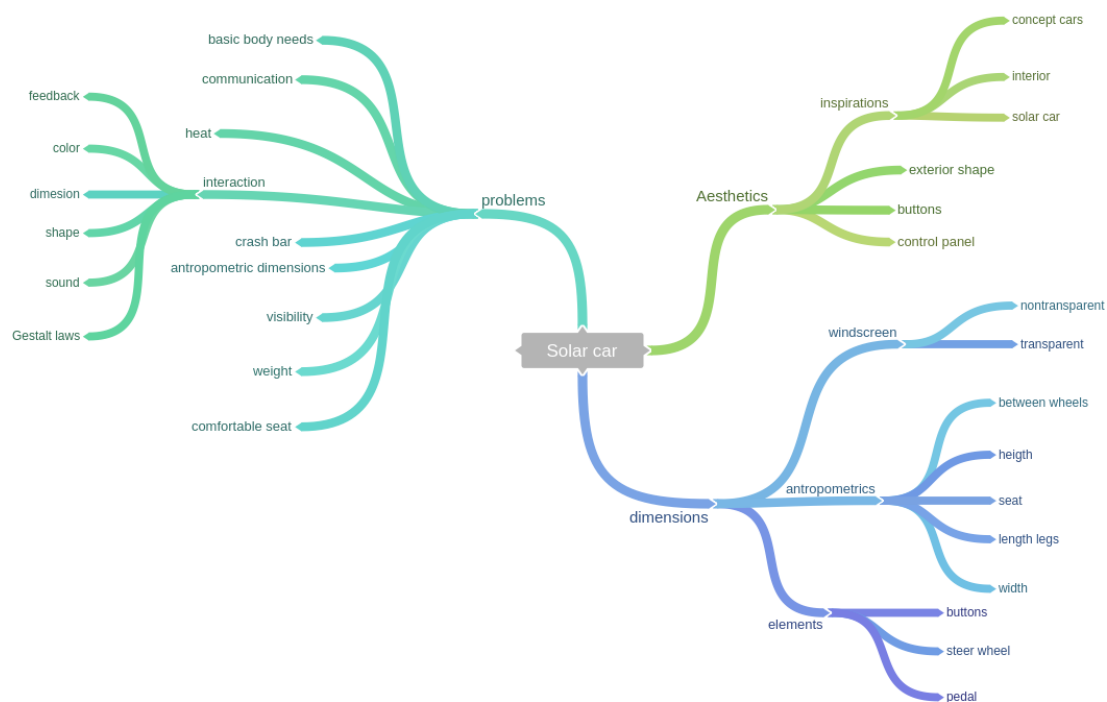 Solar car
problems
basic body needs
communication
heat
interaction
feedback
color
dimesion
shape
sound
Gestalt laws
crash bar
antropometric dimensions
visibility
weight
comfortable seat
Aesthetics
inspirations
concept cars
interior
solar car
exterior shape
buttons
control panel
dimensions
windscreen
nontransparent
transparent
antropometrics
between wheels
heigth
seat
length legs
width
elements
buttons
steer wheel
pedal